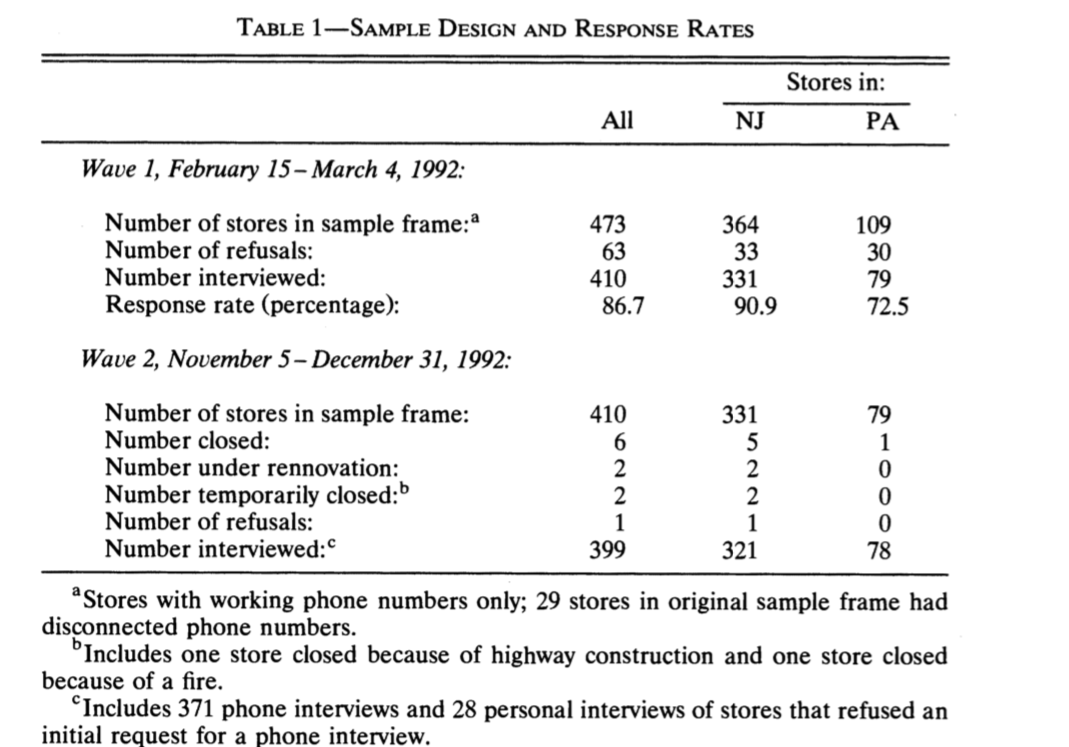 TABLE 1—SAMPLE DESIGN AND RESPONSE RATES
Stores in:
All NJ PA
Wave 1, February 15–March 4, 1992:
Number of stores in sample frame:ᵃ 473 364 109
Number of refusals: 63 33 30
Number interviewed: 410 331 79
Response rate (percentage): 86.7 90.9 72.5
Wave 2, November 5–December 31, 1992:
Number of stores in sample frame: 410 331 79
Number closed: 6 5 1
Number under rennovation: 2 2 0
Number temporarily closed:ᵇ 2 2 0
Number of refusals: 1 1 0
Number interviewed:ᶜ 399 321 78
ᵃStores with working phone numbers only; 29 stores in original sample frame had
disconnected phone numbers.
ᵇIncludes one store closed because of highway construction and one store closed
because of a fire.
ᶜIncludes 371 phone interviews and 28 personal interviews of stores that refused an
initial request for a phone interview.